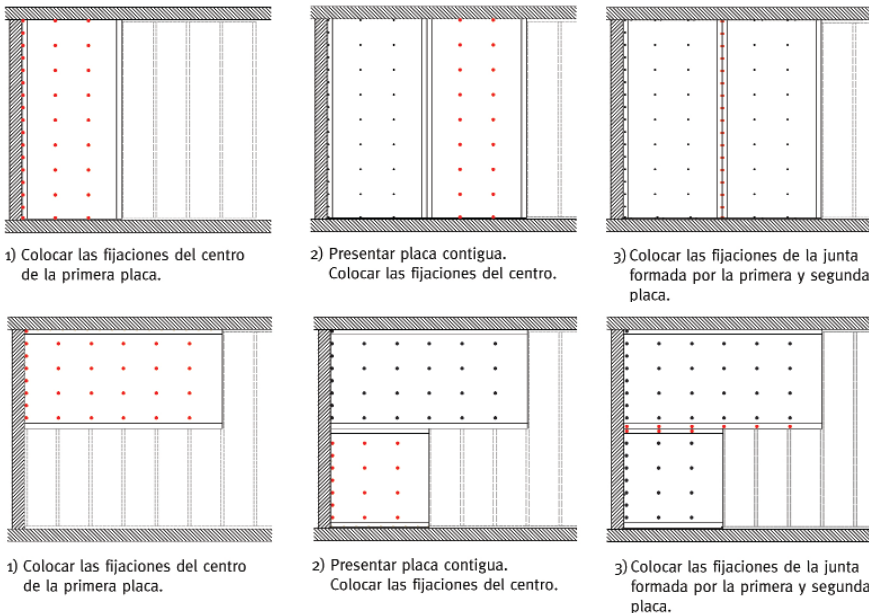 1) Colocar las fijaciones del centro
de la primera placa.
2) Presentar placa contigua.
Colocar las fijaciones del centro.
3) Colocar las fijaciones de la junta
formada por la primera y segunda
placa.
1) Colocar las fijaciones del centro
de la primera placa.
2) Presentar placa contigua.
Colocar las fijaciones del centro.
3) Colocar las fijaciones de la junta
formada por la primera y segunda
placa.